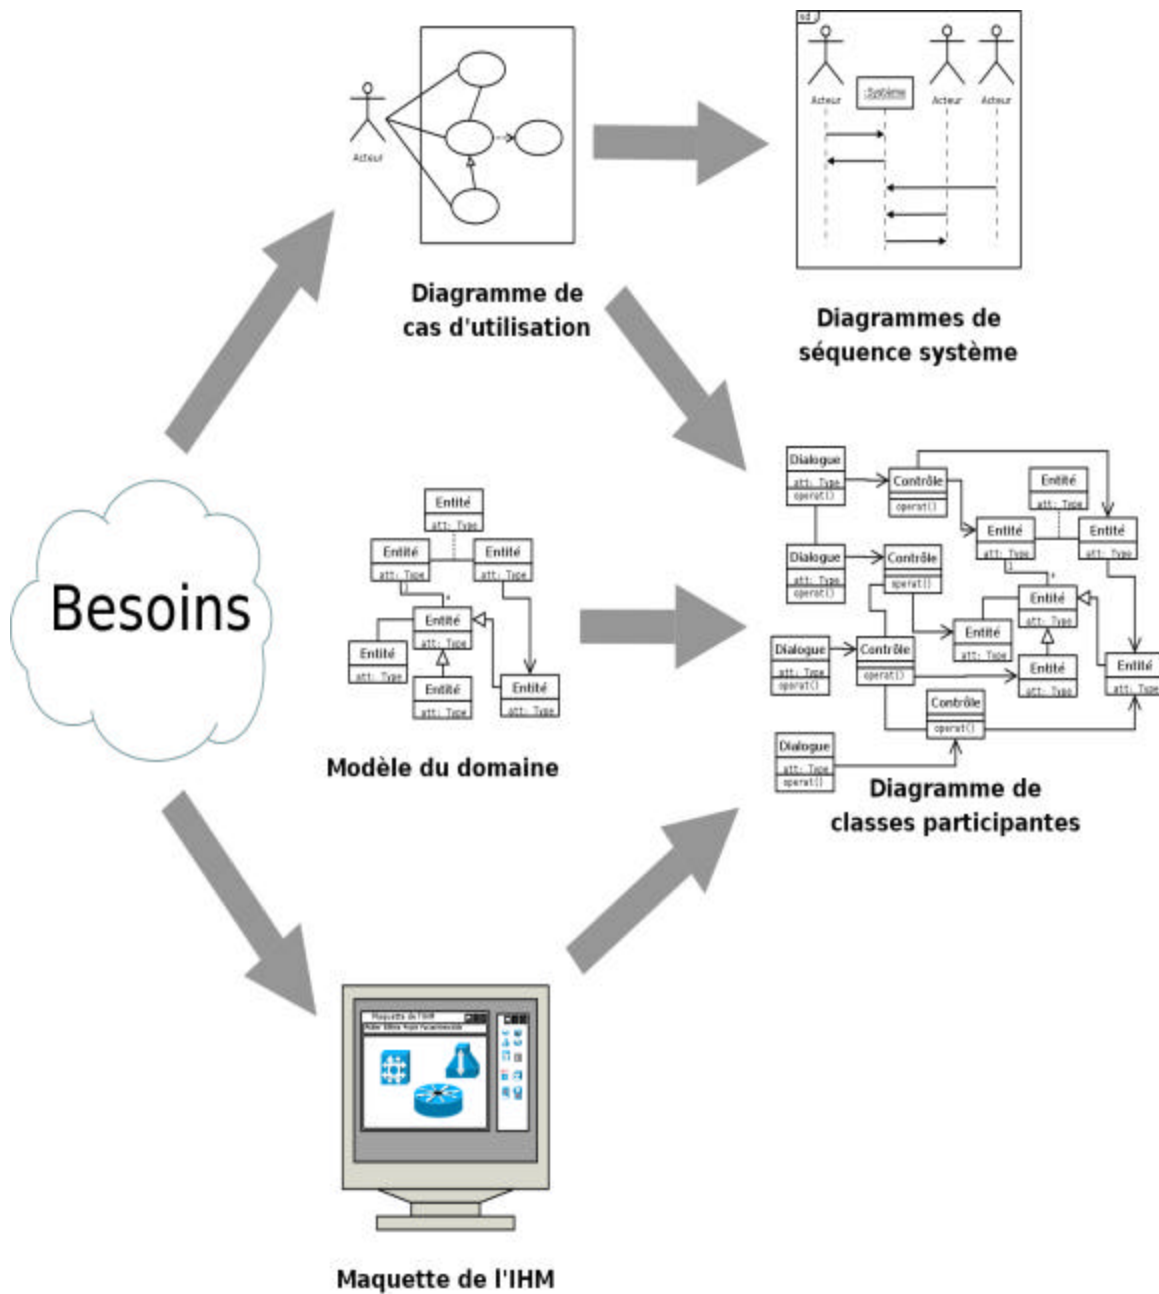 sd
Acteur
Acteur
:Système
Acteur
Acteur
Diagramme de
cas d'utilisation
Diagrammes de
séquence système
Besoins
Entité
att: Type
Entité
att: Type
Entité
att: Type
1
*
Entité
att: Type
Entité
att: Type
Entité
att: Type
Entité
att: Type
Modèle du domaine
Dialogue
att: Type
operat()
Contrôle
operat()
Entité
att: Type
Entité
att: Type
Entité
att: Type
Dialogue
att: Type
operat()
Contrôle
operat()
1
*
Entité
att: Type
Entité
att: Type
Dialogue
att: Type
operat()
Contrôle
operat()
Entité
att: Type
Entité
att: Type
Contrôle
operat()
Dialogue
att: Type
operat()
Diagramme de
classes participantes
Maquette de l'IHM
Maquette de l'IHM